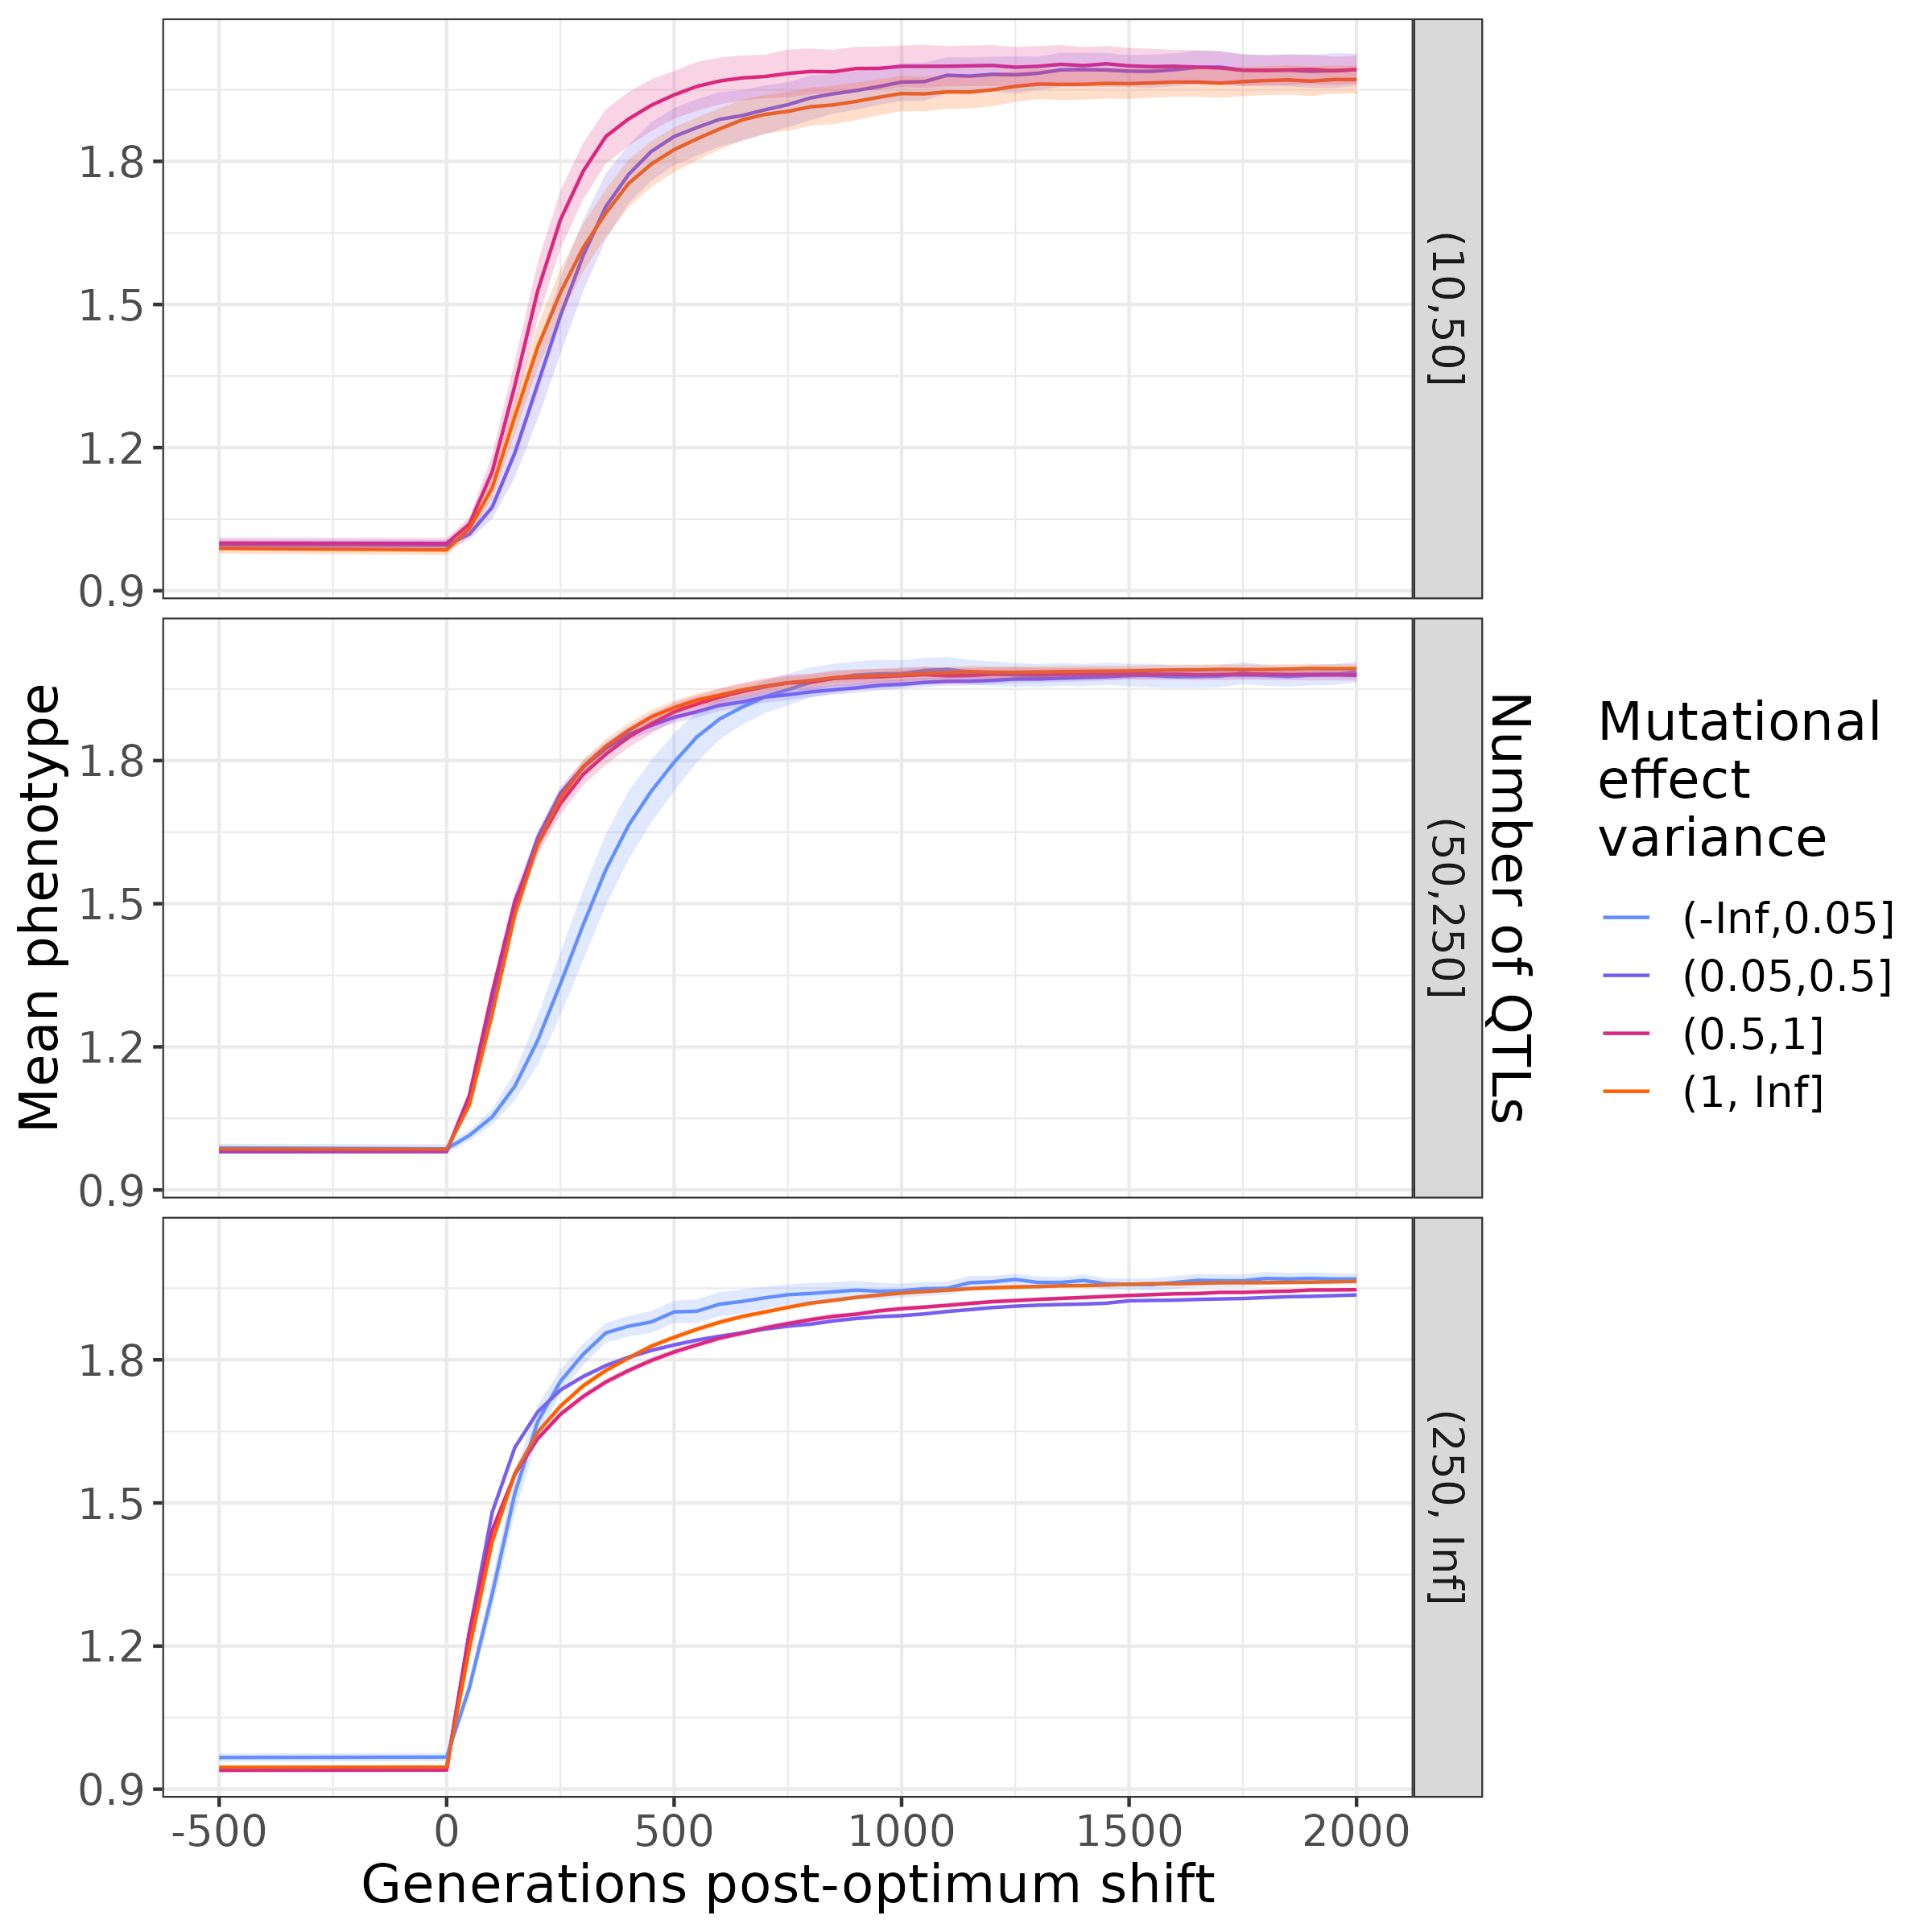 1.8
1.5
1.2
0.9
(10,50]
1.8
1.5
1.2
0.9
(50,250]
1.8
1.5
1.2
0.9
(250, Inf]
-500 0 500 1000 1500 2000
Generations post-optimum shift
Mean phenotype
Number of QTLs
Mutational
effect
variance
(-Inf,0.05]
(0.05,0.5]
(0.5,1]
(1, Inf]